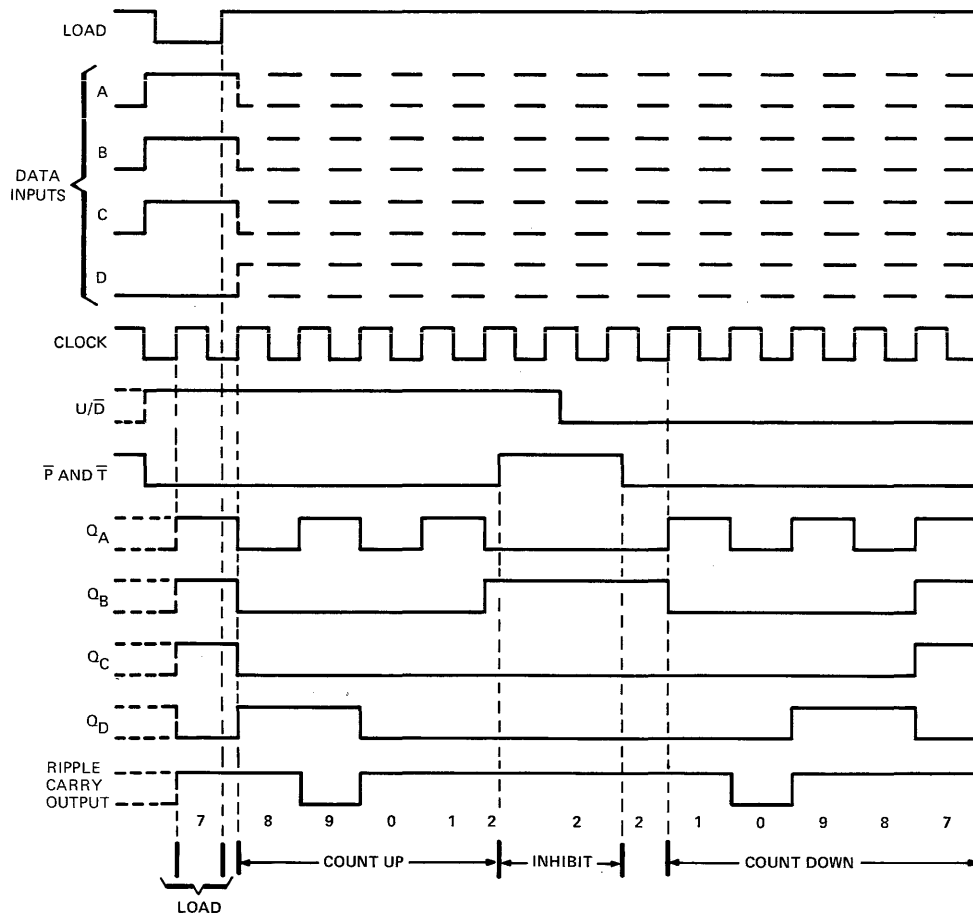 LOAD
A
B
C
D
DATA
INPUTS
CLOCK
U/D̅
P̅ AND T̅
QA
QB
QC
QD
RIPPLE
CARRY
OUTPUT
7 8 9 0 1 2 2 2 1 0 9 8 7
COUNT UP INHIBIT COUNT DOWN
LOAD